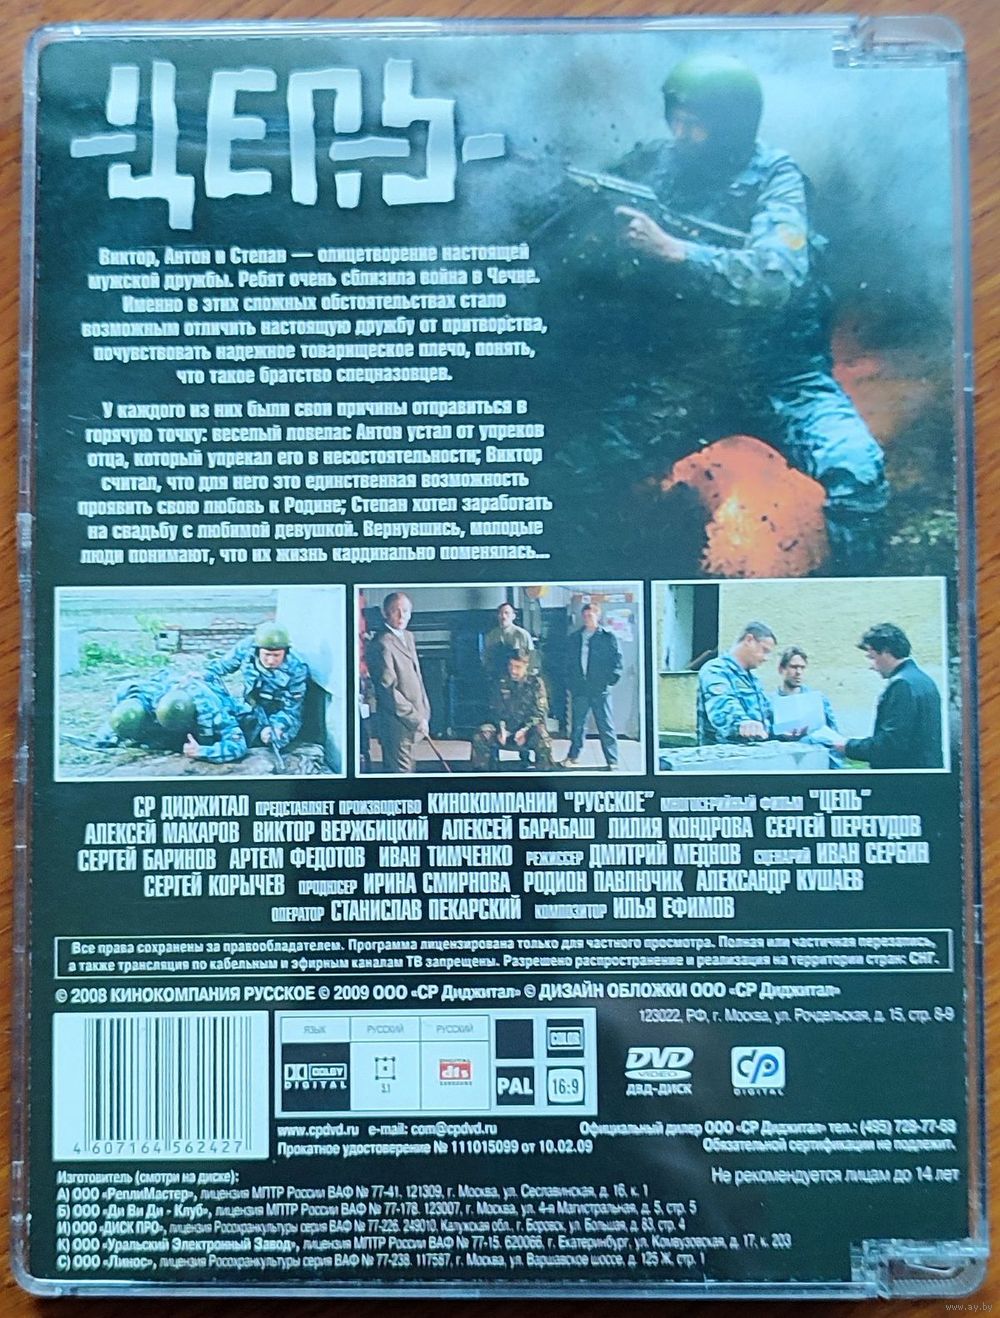 ЦЕПЬ
Виктор, Антон и Степан — олицетворение настоящей
мужской дружбы. Ребят очень сблизила война в Чечне.
Именно в этих сложных обстоятельствах стало
возможным отличить настоящую дружбу от притворства,
почувствовать надежное товарищеское плечо, понять,
что такое братство спецназовцев.
У каждого из них были свои причины отправиться в
горячую точку: веселый ловелас Антон устал от упреков
отца, который упрекал его в несостоятельности; Виктор
считал, что для него это единственная возможность
проявить свою любовь к Родине; Степан хотел заработать
на свадьбу с любимой девушкой. Вернувшись, молодые
люди понимают, что их жизнь кардинально поменялась...
СР ДИДЖИТАЛ ПРЕДСТАВЛЯЕТ ПРОИЗВОДСТВО КИНОКОМПАНИИ "РУССКОЕ" МНОГОСЕРИЙНЫЙ ФИЛЬМ "ЦЕПЬ"
АЛЕКСЕЙ МАКАРОВ ВИКТОР ВЕРЖБИЦКИЙ АЛЕКСЕЙ БАРАБАШ ЛИЛИЯ КОНДРОВА СЕРГЕЙ ПЕРЕГУДОВ
СЕРГЕЙ БАРИНОВ АРТЕМ ФЕДОТОВ ИВАН ТИМЧЕНКО РЕЖИССЕР ДМИТРИЙ МЕДНОВ СЦЕНАРИЙ ИВАН СЕРБИН
СЕРГЕЙ КОРЫЧЕВ ПРОДЮСЕР ИРИНА СМИРНОВА РОДИОН ПАВЛЮЧИК АЛЕКСАНДР КУШАЕВ
ОПЕРАТОР СТАНИСЛАВ ПЕКАРСКИЙ КОМПОЗИТОР ИЛЬЯ ЕФИМОВ
Все права сохранены за правообладателем. Программа лицензирована только для частного просмотра. Полная или частичная перезапись,
а также трансляция по кабельным и эфирным каналам ТВ запрещены. Разрешено распространение и реализация на территории стран: СНГ.
© 2008 КИНОКОМПАНИЯ РУССКОЕ © 2009 ООО «СР Диджитал» © ДИЗАЙН ОБЛОЖКИ ООО «СР Диджитал»
123022, РФ, г. Москва, ул. Рочдельская, д. 15, стр. 8-9
ЯЗЫК РУССКИЙ РУССКИЙ
DOLBY DIGITAL 5.1 DIGITAL dts SURROUND
PAL COLOR 16:9
DVD VIDEO ДВД-ДИСК
cp DIGITAL
4 607164 562427
www.cpdvd.ru e-mail: com@cpdvd.ru
Прокатное удостоверение № 111015099 от 10.02.09
Официальный дилер ООО «СР Диджитал» тел.: (495) 728-77-68
Обязательной сертификации не подлежит.
Не рекомендуется лицам до 14 лет
Изготовитель (смотри на диске):
А) ООО «РеплиМастер», лицензия МПТР России ВАФ № 77-41. 121309, г. Москва, ул. Сеславинская, д. 16, к. 1
Б) ООО «Ди Ви Ди - Клуб», лицензия МПТР России ВАФ № 77-178. 123007, г. Москва, ул. 4-я Магистральная, д. 5, стр. 5
И) ООО «ДИСК ПРО», лицензия Росохранкультуры серия ВАФ № 77-226. 249010. Калужская обл., г. Боровск, ул. Большая, д. 83, стр. 4
К) ООО «Уральский Электронный Завод», лицензия МПТР России ВАФ № 77-15. 620066, г. Екатеринбург, ул. Комвузовская, д. 17, к. 203
С) ООО «Линос», лицензия Росохранкультуры серия ВАФ № 77-238. 117587, г. Москва, ул. Варшавское шоссе, д. 125 Ж, стр. 1
www.ay.by